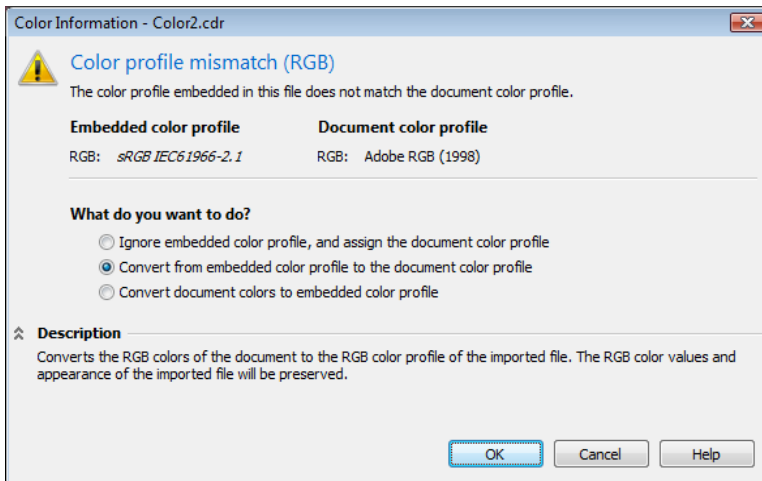 Color Information - Color2.cdr
Color profile mismatch (RGB)
The color profile embedded in this file does not match the document color profile.
Embedded color profile Document color profile
RGB: sRGB IEC61966-2.1 RGB: Adobe RGB (1998)
What do you want to do?
Ignore embedded color profile, and assign the document color profile
Convert from embedded color profile to the document color profile
Convert document colors to embedded color profile
Description
Converts the RGB colors of the document to the RGB color profile of the imported file. The RGB color values and
appearance of the imported file will be preserved.
OK Cancel Help